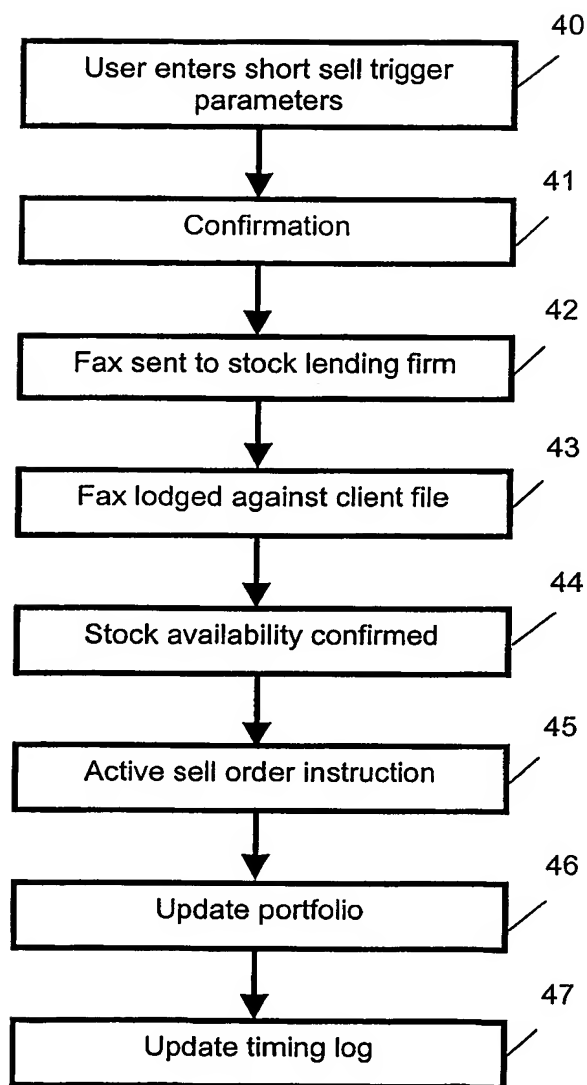 40
User enters short sell trigger
parameters
41
Confirmation
42
Fax sent to stock lending firm
43
Fax lodged against client file
44
Stock availability confirmed
45
Active sell order instruction
46
Update portfolio
47
Update timing log